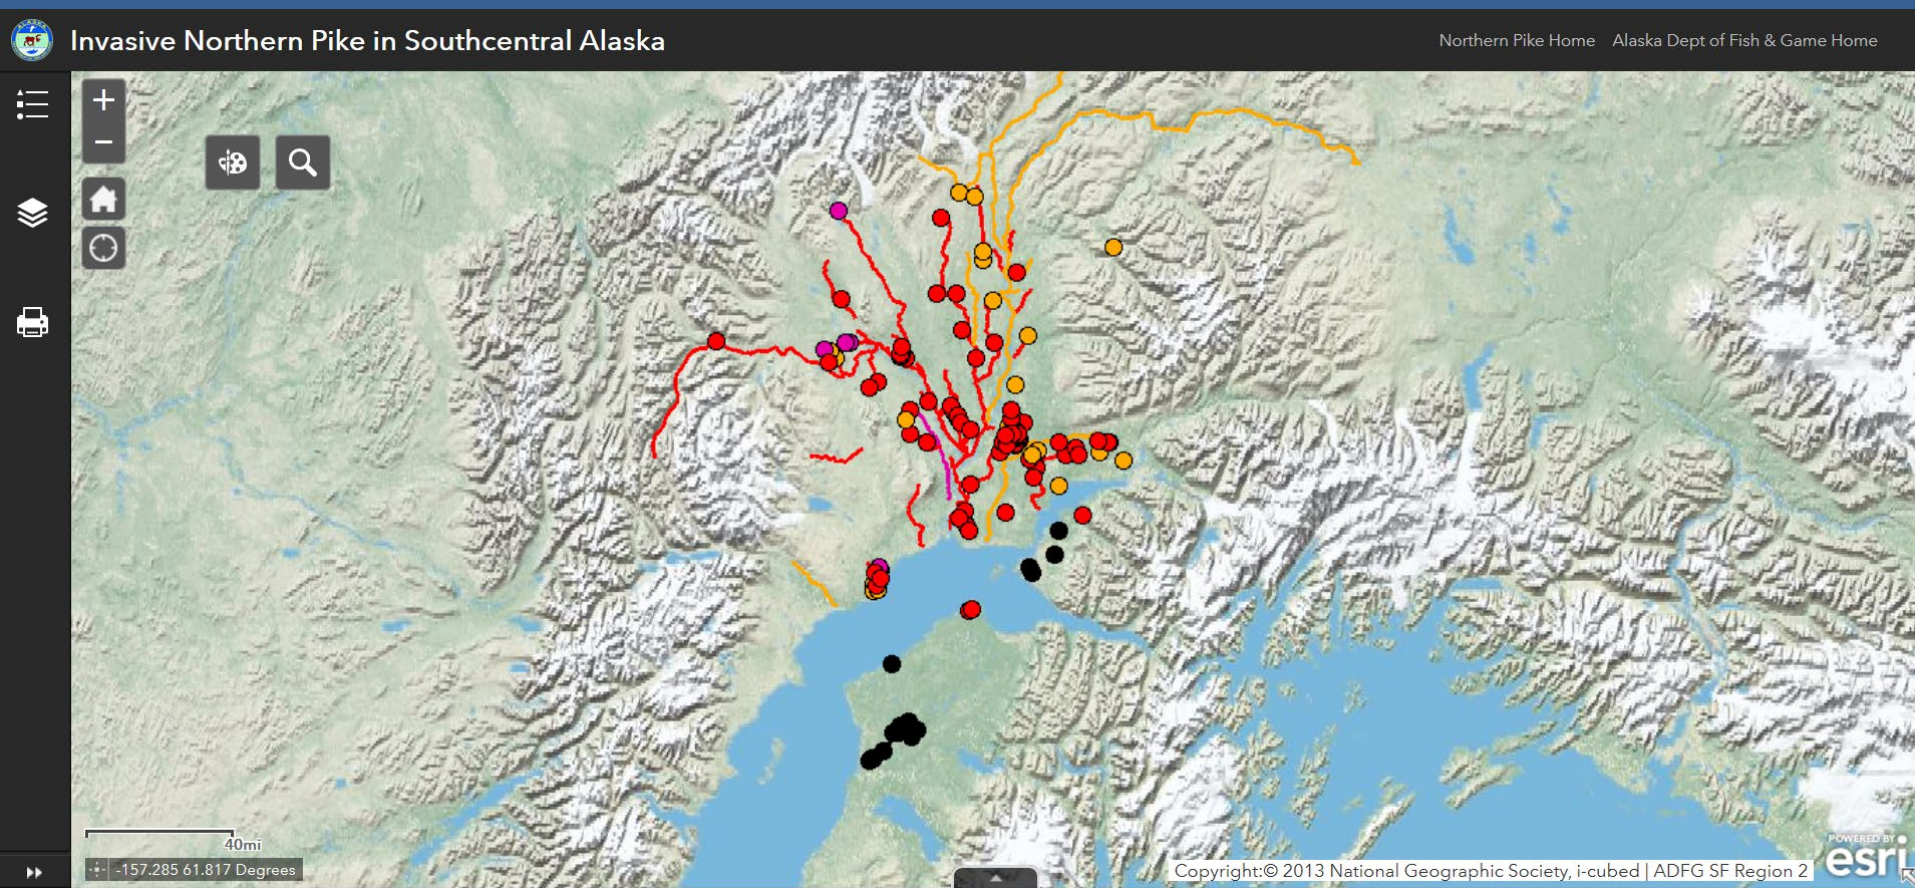 Invasive Northern Pike in Southcentral Alaska
Northern Pike Home
Alaska Dept of Fish & Game Home
+
−
40mi
-157.285 61.817 Degrees
Copyright:© 2013 National Geographic Society, i-cubed | ADFG SF Region 2
POWERED BY
esri